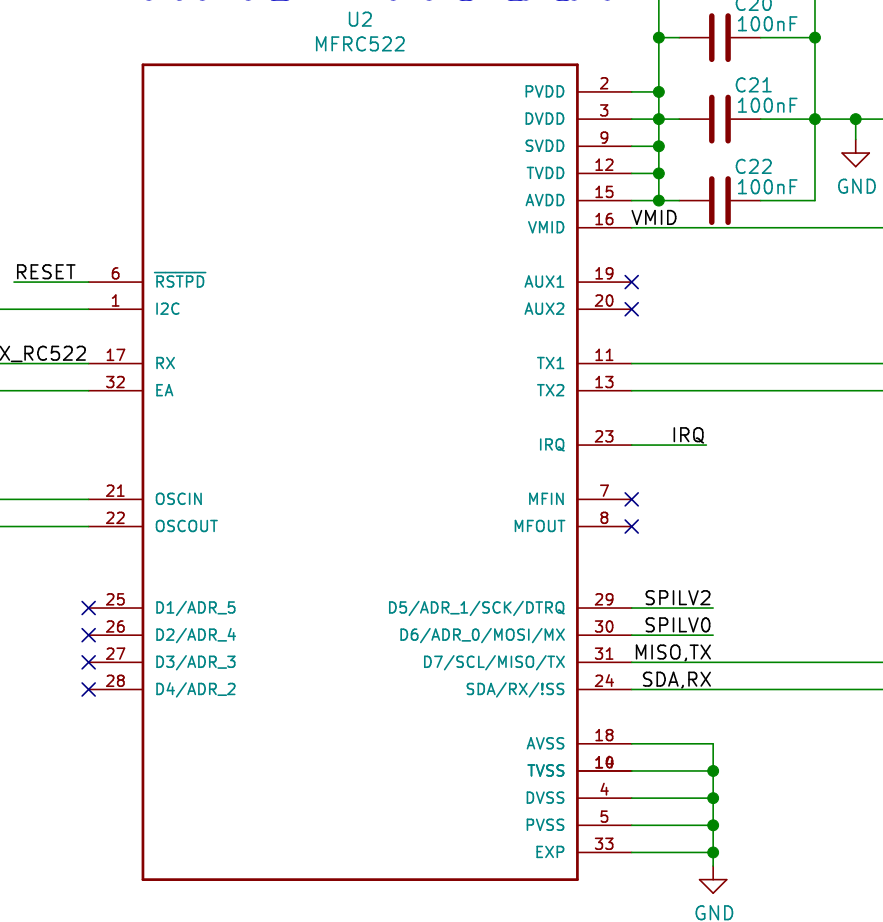 C20
100nF
U2
MFRC522
PVDD 2
DVDD 3
C21
100nF
SVDD 9
TVDD 12
C22
100nF
GND
AVDD 15
VMID 16 VMID
RESET 6 RSTPD
AUX1 19
1 I2C
AUX2 20
X_RC522 17 RX
TX1 11
32 EA
TX2 13
IRQ 23 IRQ
21 OSCIN
MFIN 7
22 OSCOUT
MFOUT 8
25 D1/ADR_5
D5/ADR_1/SCK/DTRQ 29 SPILV2
26 D2/ADR_4
D6/ADR_0/MOSI/MX 30 SPILV0
27 D3/ADR_3
D7/SCL/MISO/TX 31 MISO,TX
28 D4/ADR_2
SDA/RX/!SS 24 SDA,RX
AVSS 18
TVSS
DVSS 4
PVSS 5
EXP 33
GND